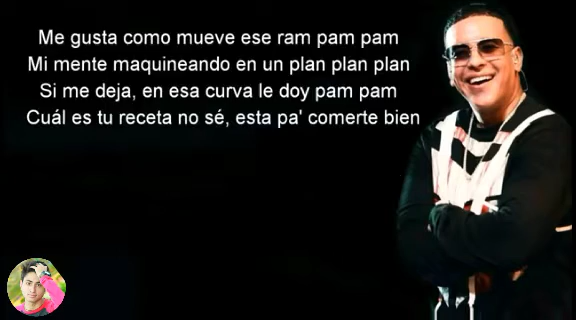 Me gusta como mueve ese ram pam pam
Mi mente maquineando en un plan plan plan
Si me deja, en esa curva le doy pam pam
Cuál es tu receta no sé, esta pa' comerte bien